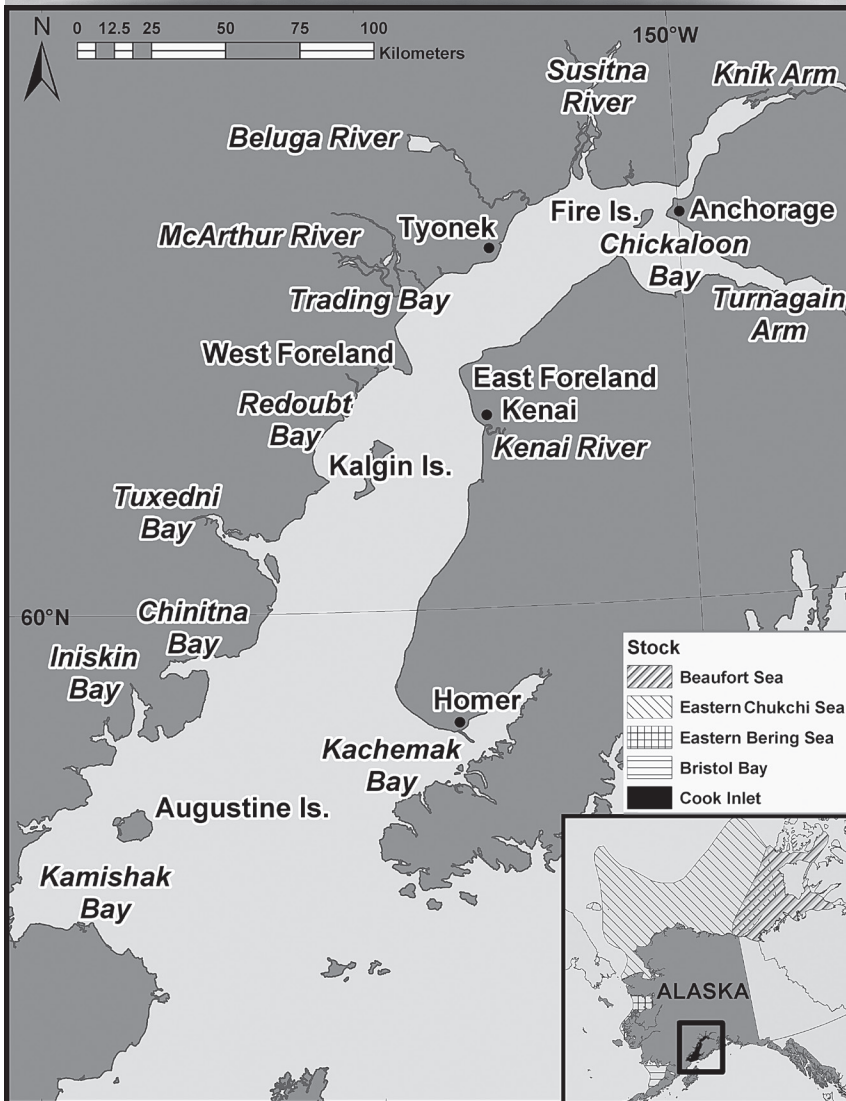 N
0 12.5 25 50 75 100
Kilometers
150°W
Susitna
River
Knik Arm
Beluga River
Fire Is.
Anchorage
McArthur River
Tyonek
Chickaloon
Bay
Trading Bay
Turnagain
Arm
West Foreland
East Foreland
Redoubt
Bay
Kenai
Kenai River
Kalgin Is.
Tuxedni
Bay
60°N
Chinitna
Bay
Iniskin
Bay
Homer
Kachemak
Bay
Augustine Is.
Kamishak
Bay
Stock
Beaufort Sea
Eastern Chukchi Sea
Eastern Bering Sea
Bristol Bay
Cook Inlet
ALASKA